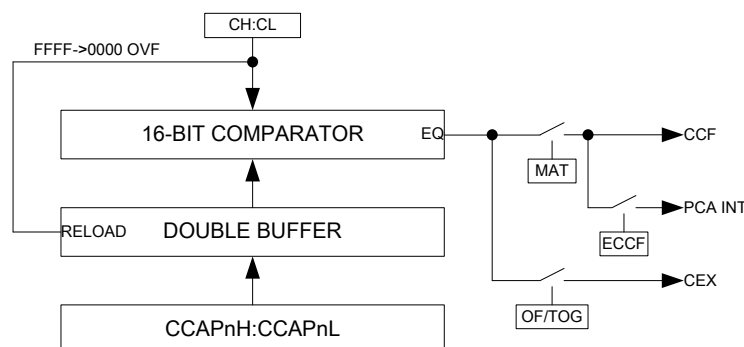 CH:CL
FFFF->0000 OVF
16-BIT COMPARATOR
EQ
CCF
MAT
PCA INT
RELOAD
DOUBLE BUFFER
ECCF
CEX
OF/TOG
CCAPnH:CCAPnL